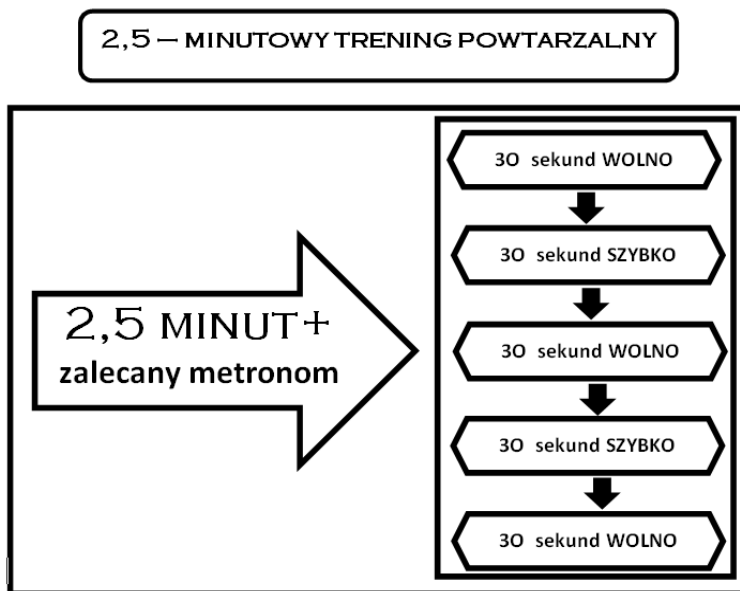 2,5 – MINUTOWY TRENING POWTARZALNY
2,5 MINUT+
zalecany metronom
30 sekund WOLNO
30 sekund SZYBKO
30 sekund WOLNO
30 sekund SZYBKO
30 sekund WOLNO